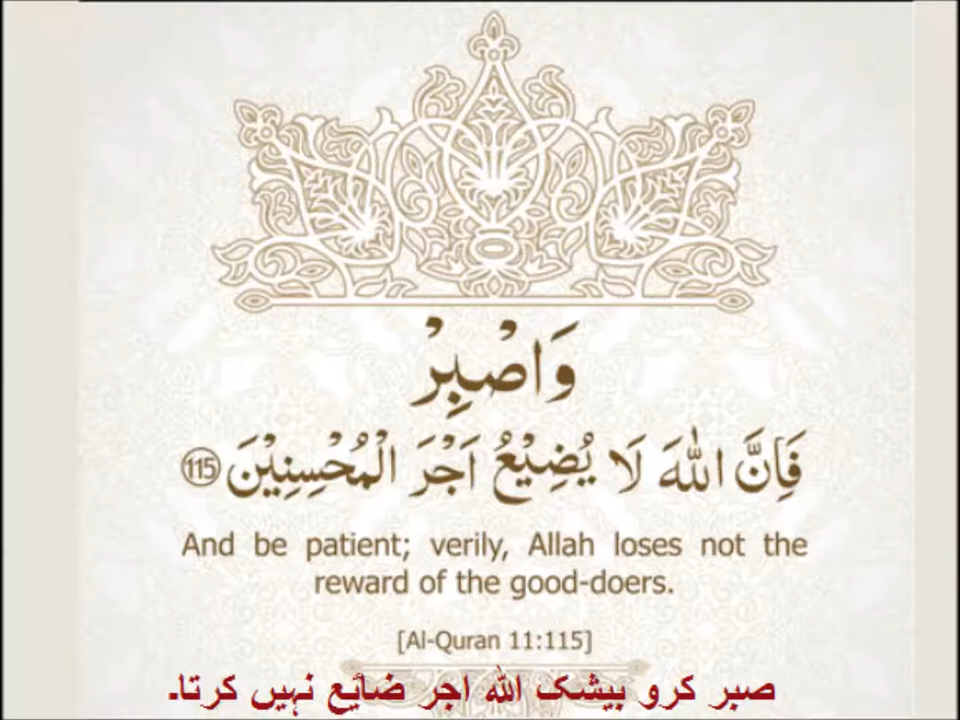 وَاصْبِرْ
فَاِنَّ اللّٰهَ لَا يُضِيْعُ اَجْرَ الْمُحْسِنِيْنَ 115
And be patient; verily, Allah loses not the
reward of the good-doers.
[Al-Quran 11:115]
صبر کرو بیشک اللہ اجر ضائع نہیں کرتا۔